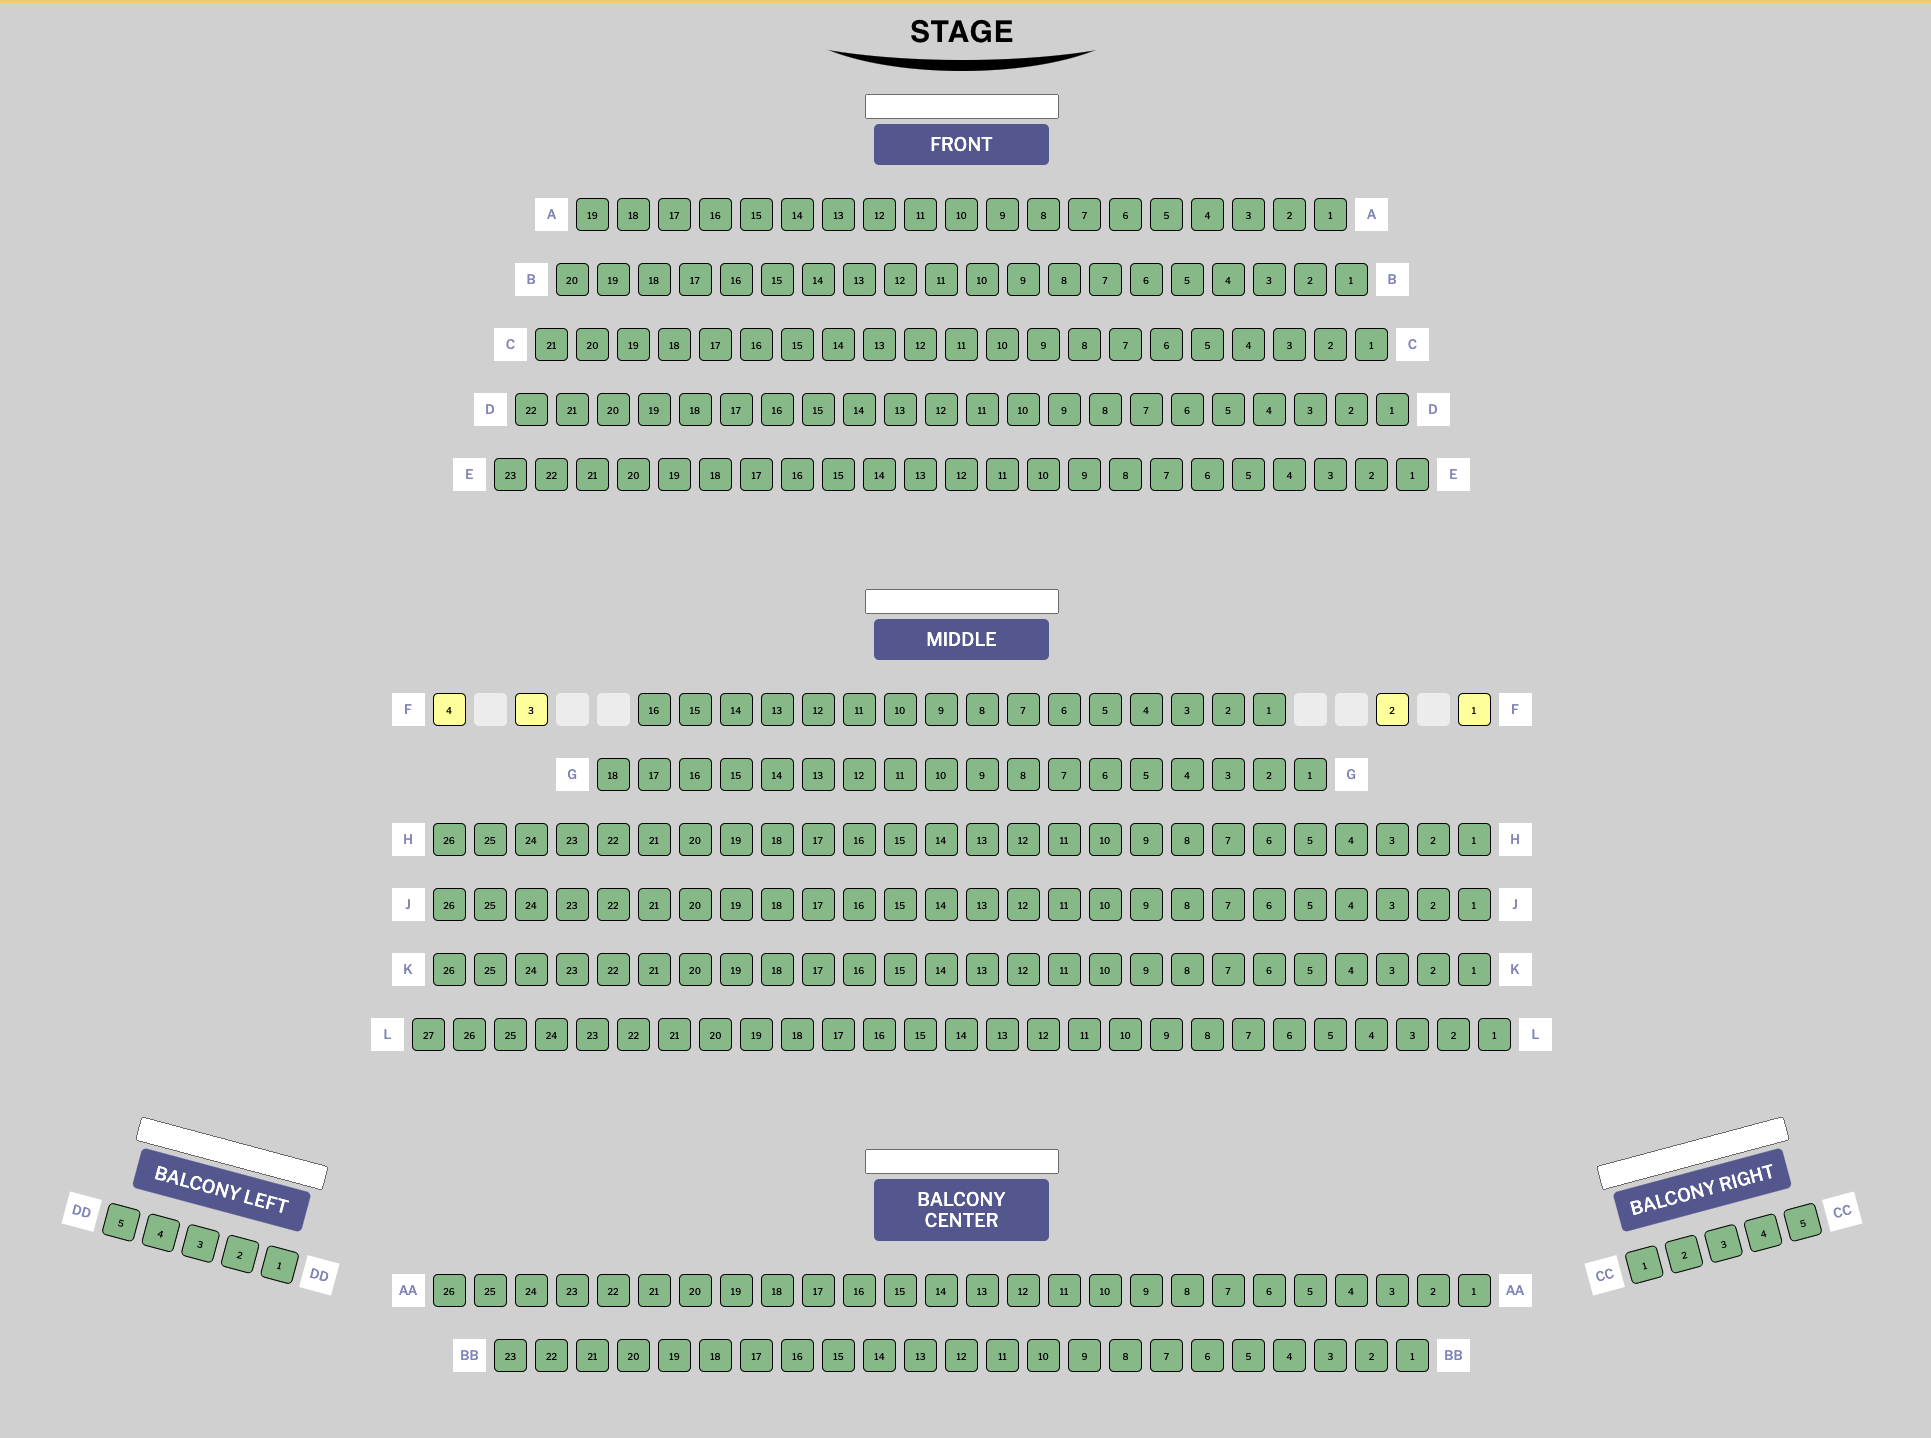 STAGE
FRONT
A 19 18 17 16 15 14 13 12 11 10 9 8 7 6 5 4 3 2 1 A
B 20 19 18 17 16 15 14 13 12 11 10 9 8 7 6 5 4 3 2 1 B
C 21 20 19 18 17 16 15 14 13 12 11 10 9 8 7 6 5 4 3 2 1 C
D 22 21 20 19 18 17 16 15 14 13 12 11 10 9 8 7 6 5 4 3 2 1 D
E 23 22 21 20 19 18 17 16 15 14 13 12 11 10 9 8 7 6 5 4 3 2 1 E
MIDDLE
F 4 3 16 15 14 13 12 11 10 9 8 7 6 5 4 3 2 1 2 1 F
G 18 17 16 15 14 13 12 11 10 9 8 7 6 5 4 3 2 1 G
H 26 25 24 23 22 21 20 19 18 17 16 15 14 13 12 11 10 9 8 7 6 5 4 3 2 1 H
J 26 25 24 23 22 21 20 19 18 17 16 15 14 13 12 11 10 9 8 7 6 5 4 3 2 1 J
K 26 25 24 23 22 21 20 19 18 17 16 15 14 13 12 11 10 9 8 7 6 5 4 3 2 1 K
L 27 26 25 24 23 22 21 20 19 18 17 16 15 14 13 12 11 10 9 8 7 6 5 4 3 2 1 L
BALCONY LEFT
DD 5 4 3 2 1 DD
BALCONY
CENTER
BALCONY RIGHT
CC 1 2 3 4 5 CC
AA 26 25 24 23 22 21 20 19 18 17 16 15 14 13 12 11 10 9 8 7 6 5 4 3 2 1 AA
BB 23 22 21 20 19 18 17 16 15 14 13 12 11 10 9 8 7 6 5 4 3 2 1 BB